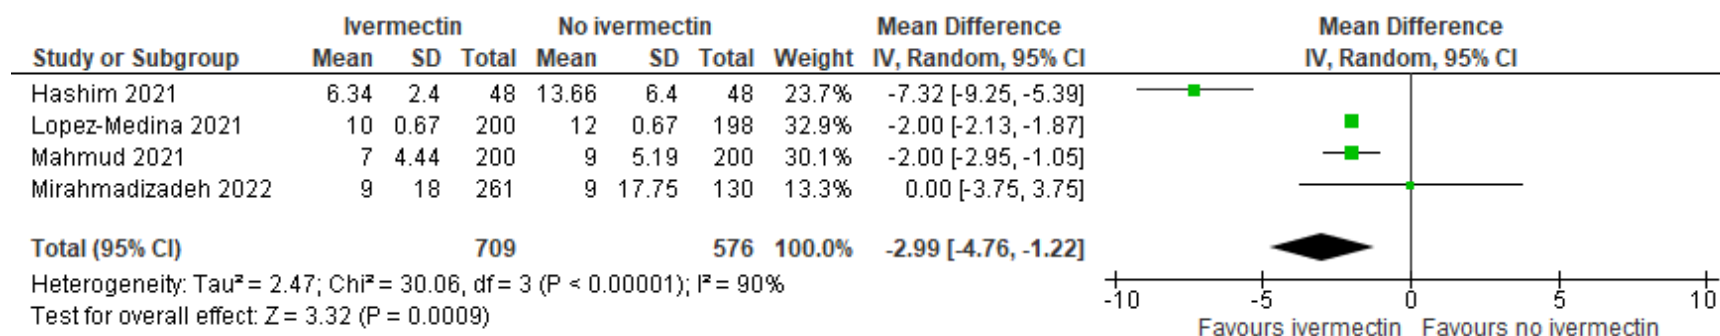 Ivermectin No ivermectin Mean Difference Mean Difference
Study or Subgroup Mean SD Total Mean SD Total Weight IV, Random, 95% CI IV, Random, 95% CI
Hashim 2021 6.34 2.4 48 13.66 6.4 48 23.7% -7.32 [-9.25, -5.39]
Lopez-Medina 2021 10 0.67 200 12 0.67 198 32.9% -2.00 [-2.13, -1.87]
Mahmud 2021 7 4.44 200 9 5.19 200 30.1% -2.00 [-2.95, -1.05]
Mirahmadizadeh 2022 9 18 261 9 17.75 130 13.3% 0.00 [-3.75, 3.75]
Total (95% CI) 709 576 100.0% -2.99 [-4.76, -1.22]
Heterogeneity: Tau² = 2.47; Chi² = 30.06, df = 3 (P < 0.00001); I² = 90%
Test for overall effect: Z = 3.32 (P = 0.0009)
-10 -5 0 5 10
Favours ivermectin Favours no ivermectin